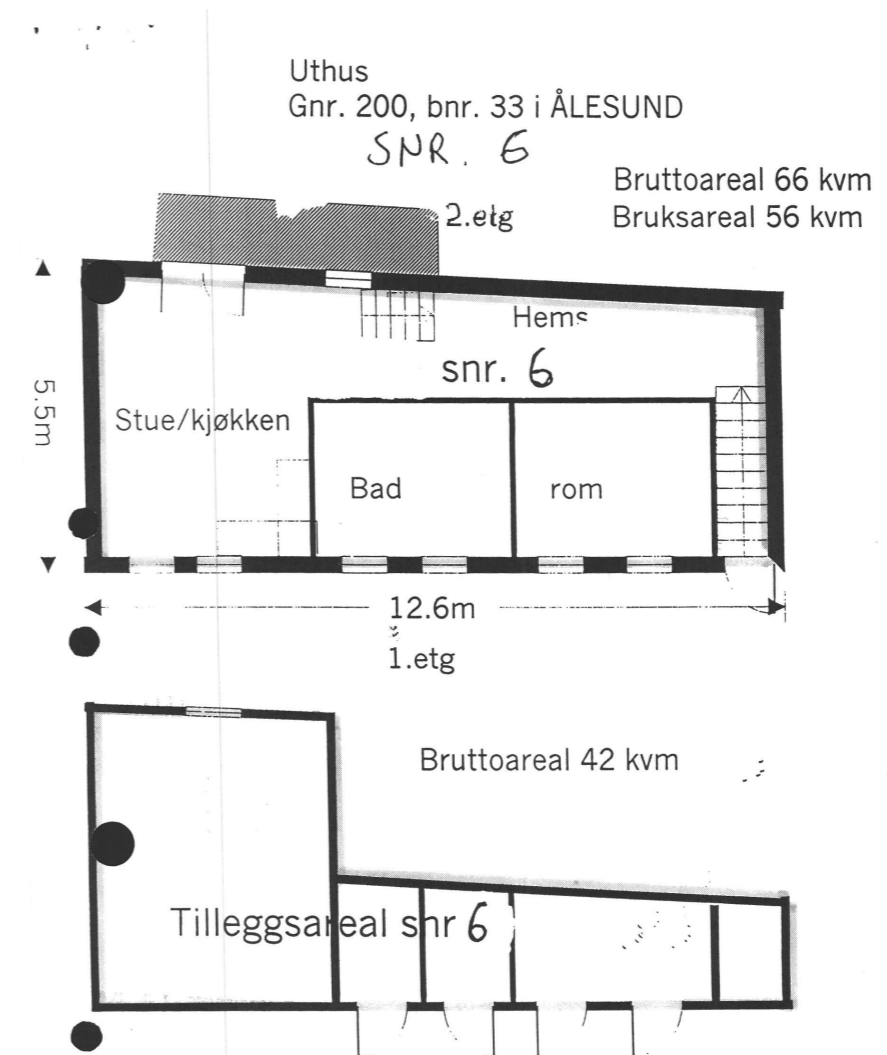 Uthus
Gnr. 200, bnr. 33 i ÅLESUND
SNR. 6
Bruttoareal 66 kvm
Bruksareal 56 kvm
2.etg
Hems
snr. 6
5.5m
Stue/kjøkken
Bad
rom
12.6m
1.etg
Bruttoareal 42 kvm
Tilleggsareal snr 6